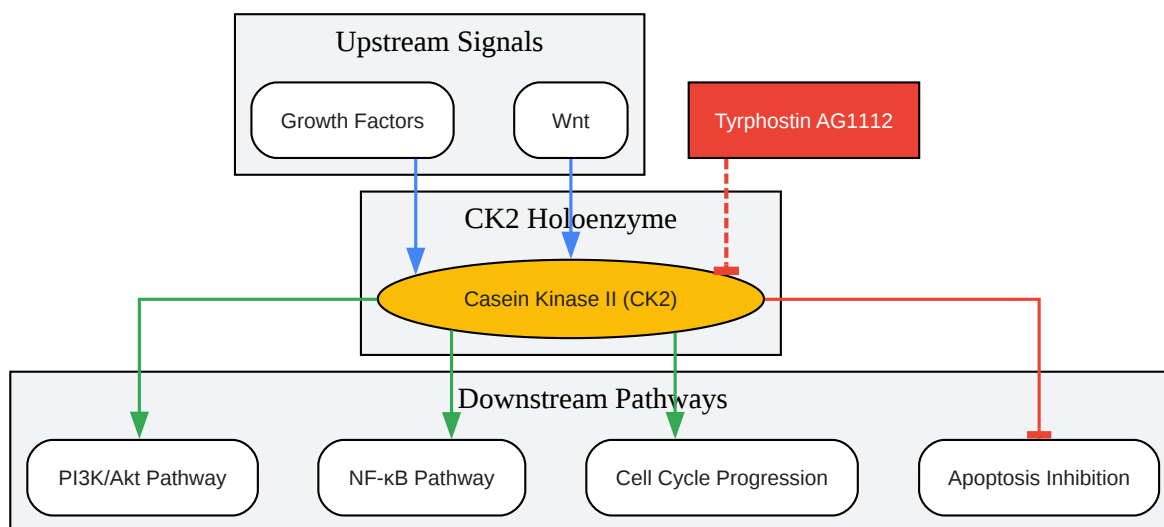 Upstream Signals
Growth Factors
Wnt
Tyrphostin AG1112
CK2 Holoenzyme
Casein Kinase II (CK2)
Downstream Pathways
PI3K/Akt Pathway
NF-κB Pathway
Cell Cycle Progression
Apoptosis Inhibition